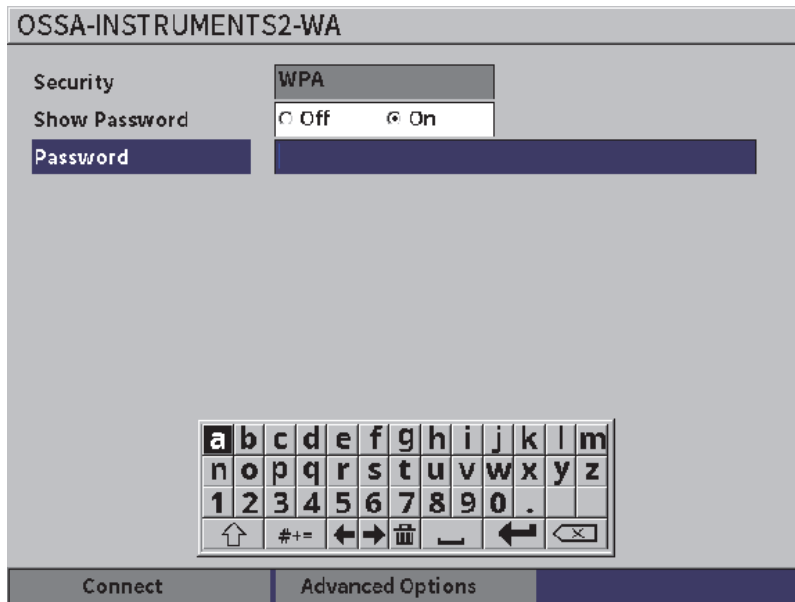 OSSA-INSTRUMENTS2-WA
Security WPA
Show Password Off On
Password
a b c d e f g h i j k l m
n o p q r s t u v w x y z
1 2 3 4 5 6 7 8 9 0 .
#+=
Connect Advanced Options